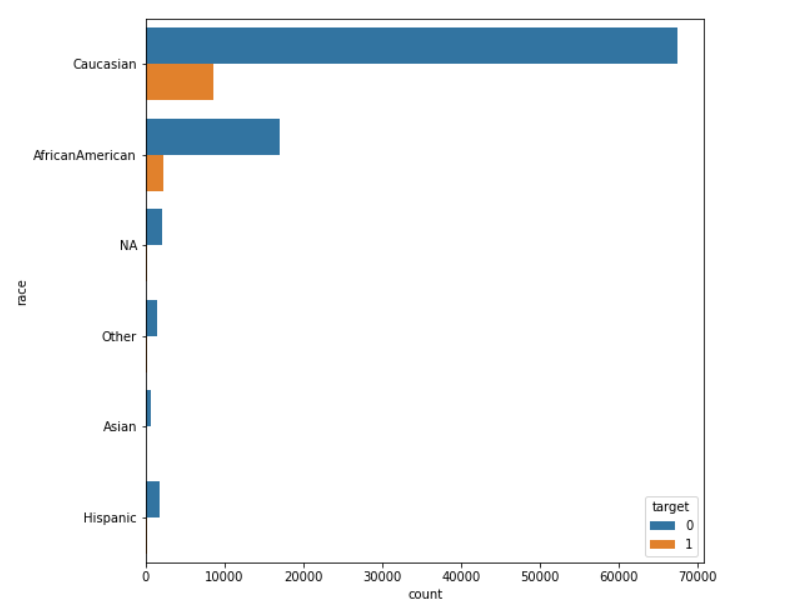 Caucasian
AfricanAmerican
NA
Other
Asian
Hispanic
race
0 10000 20000 30000 40000 50000 60000 70000
count
target
0
1